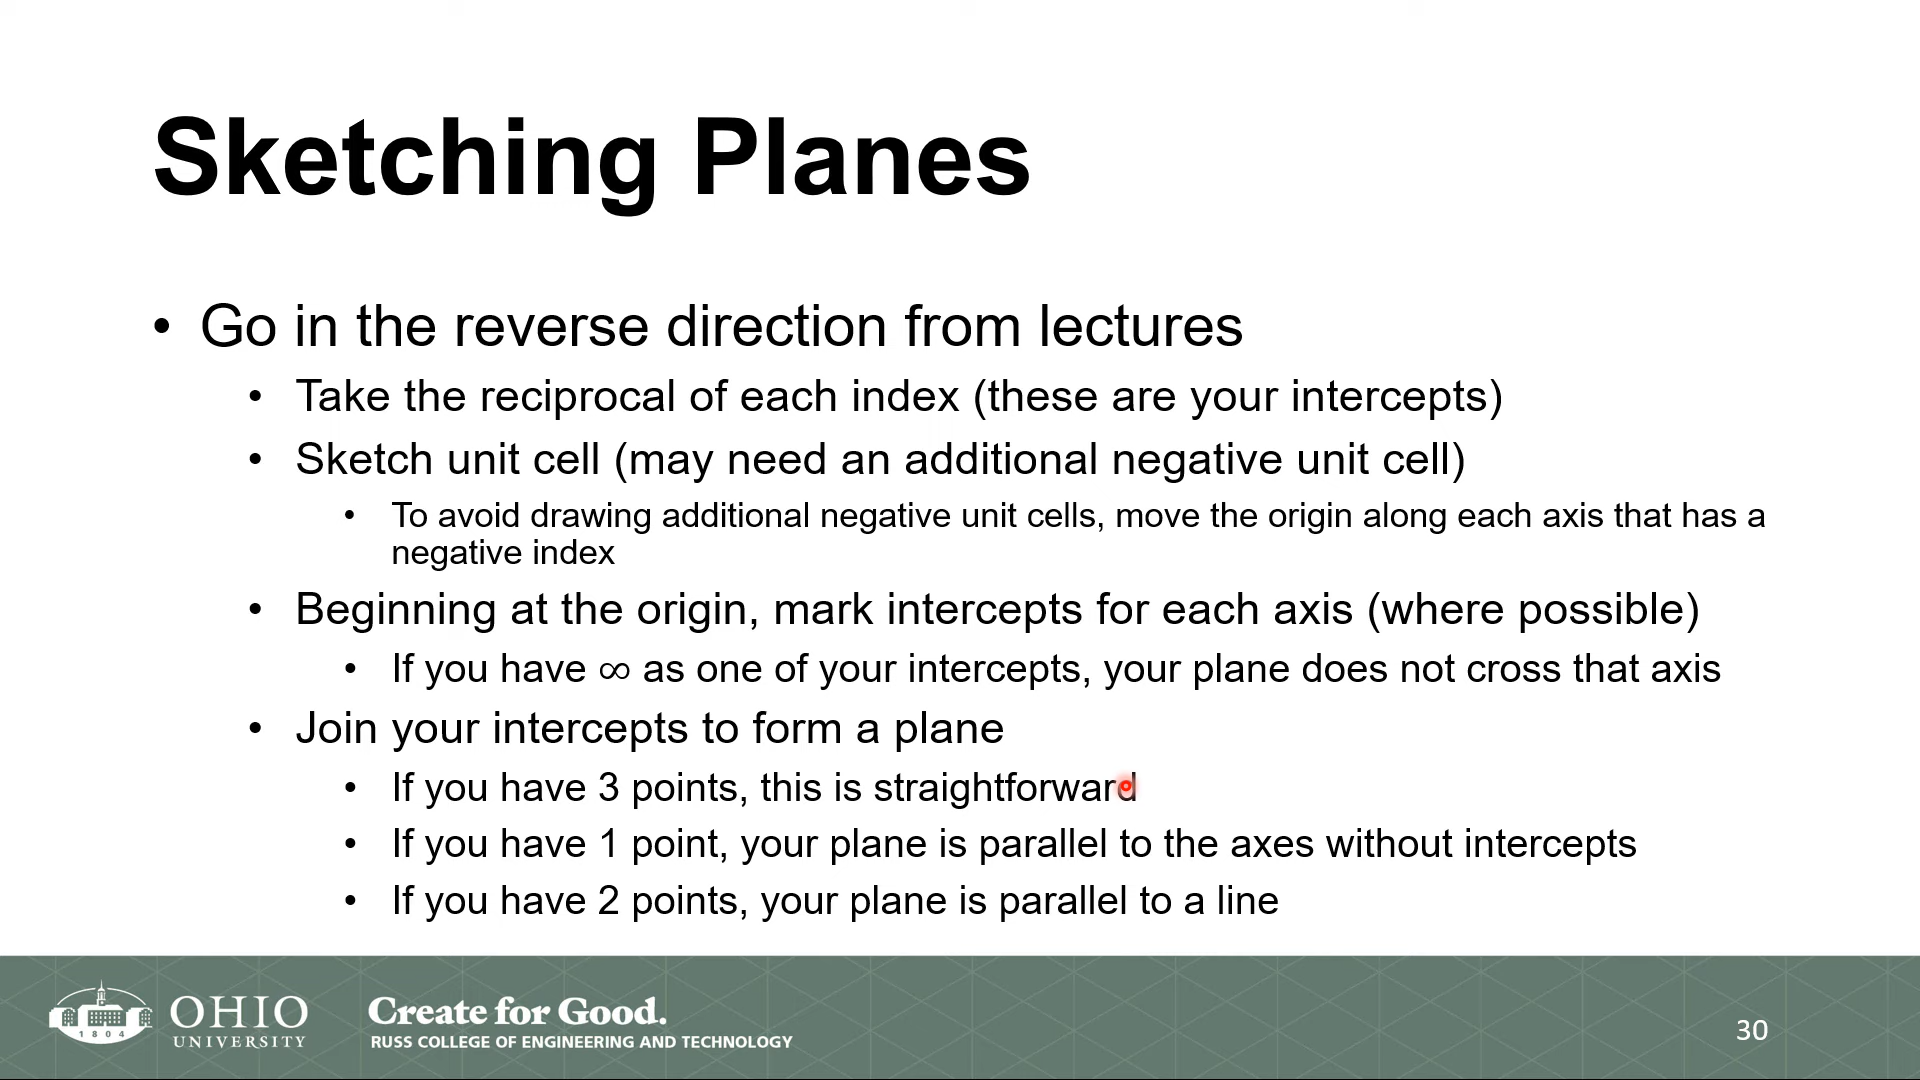 Sketching Planes
• Go in the reverse direction from lectures
• Take the reciprocal of each index (these are your intercepts)
• Sketch unit cell (may need an additional negative unit cell)
• To avoid drawing additional negative unit cells, move the origin along each axis that has a
negative index
• Beginning at the origin, mark intercepts for each axis (where possible)
• If you have ∞ as one of your intercepts, your plane does not cross that axis
• Join your intercepts to form a plane
• If you have 3 points, this is straightforward
• If you have 1 point, your plane is parallel to the axes without intercepts
• If you have 2 points, your plane is parallel to a line
1804
OHIO
UNIVERSITY
Create for Good.
RUSS COLLEGE OF ENGINEERING AND TECHNOLOGY
30